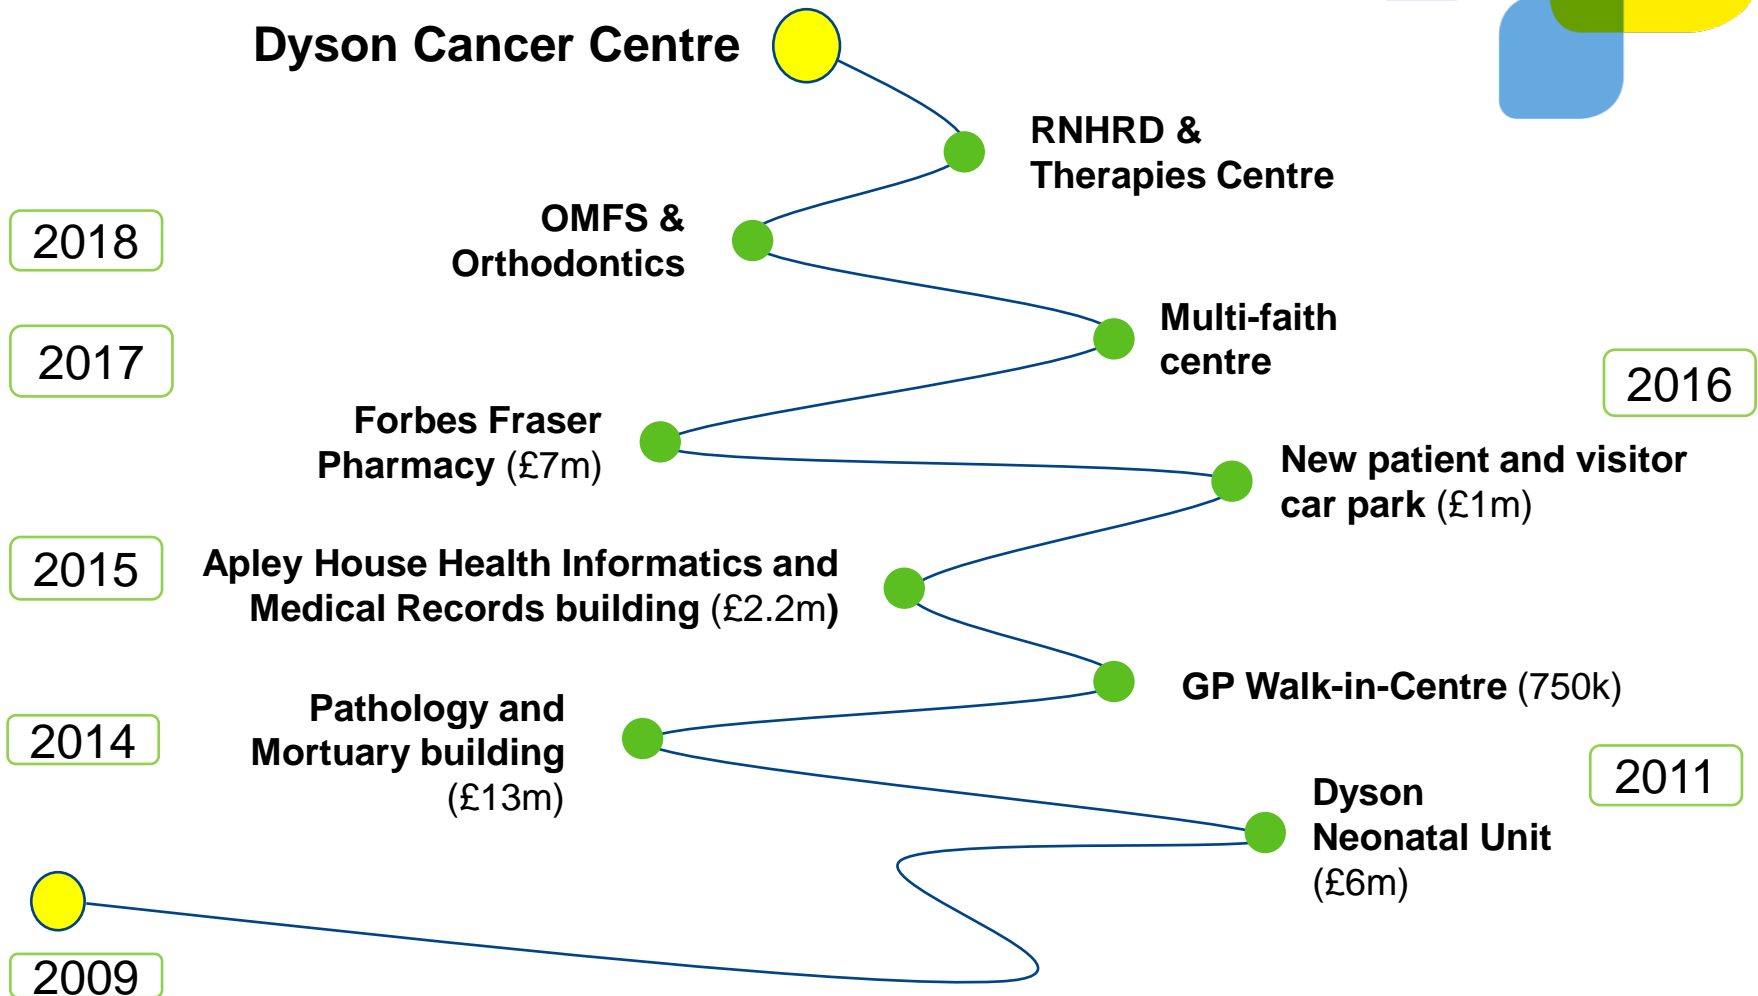 Dyson Cancer Centre
RNHRD &
Therapies Centre
OMFS &
Orthodontics
2018
Multi-faith
centre
2017
2016
Forbes Fraser
Pharmacy (£7m)
New patient and visitor
car park (£1m)
2015
Apley House Health Informatics and
Medical Records building (£2.2m)
GP Walk-in-Centre (750k)
2014
Pathology and
Mortuary building
(£13m)
2011
Dyson
Neonatal Unit
(£6m)
2009